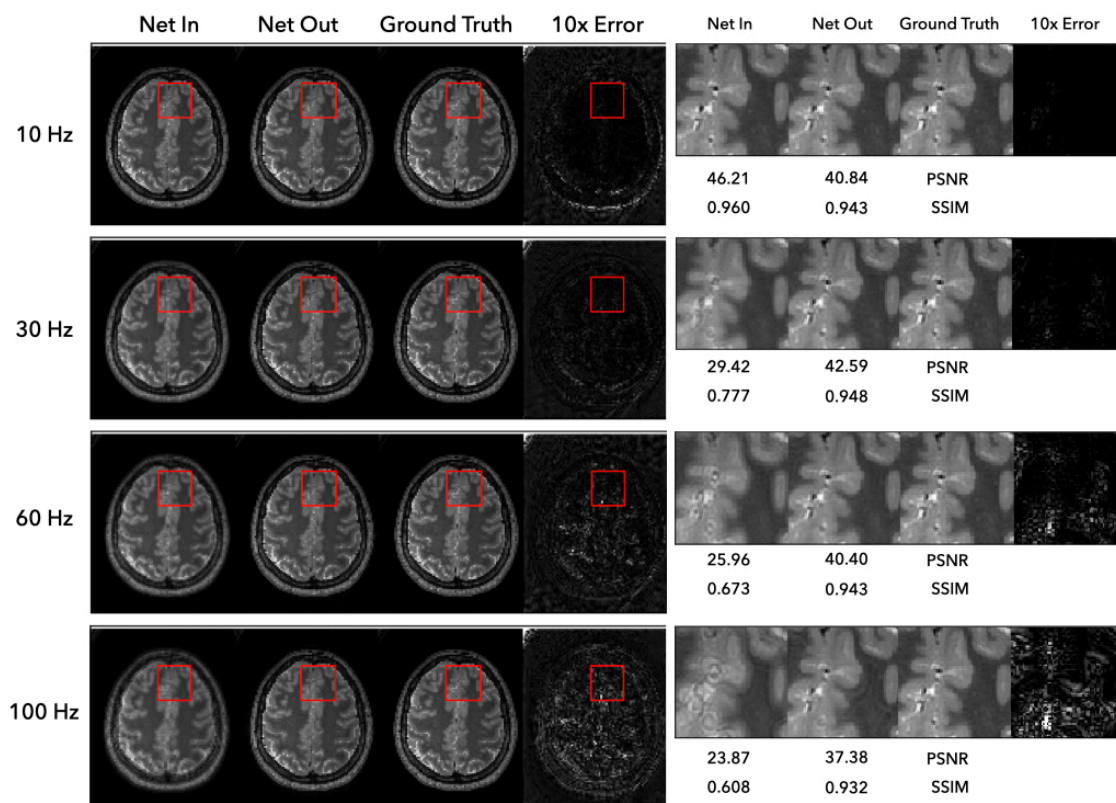 Net In Net Out Ground Truth 10x Error
Net In Net Out Ground Truth 10x Error
10 Hz
46.21 40.84 PSNR
0.960 0.943 SSIM
30 Hz
29.42 42.59 PSNR
0.777 0.948 SSIM
60 Hz
25.96 40.40 PSNR
0.673 0.943 SSIM
100 Hz
23.87 37.38 PSNR
0.608 0.932 SSIM